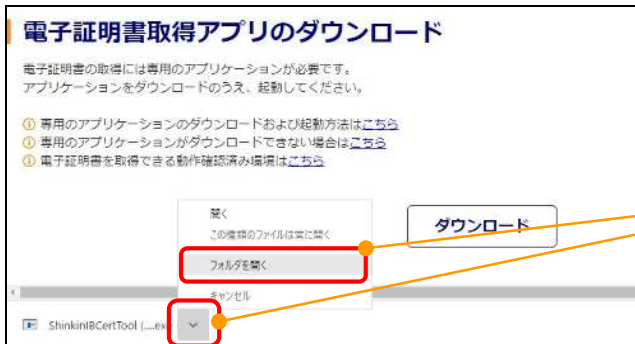 電子証明書取得アプリのダウンロード
電子証明書の取得には専用のアプリケーションが必要です。
アプリケーションをダウンロードのうえ、起動してください。
① 専用のアプリケーションのダウンロードおよび起動方法はこちら
① 専用のアプリケーションがダウンロードできない場合はこちら
① 電子証明書を取得できる動作確認済み環境はこちら
開く
この種類のファイルは常に開く
ダウンロード
フォルダを開く
キャンセル
ShinkinIBCertTool (....exe